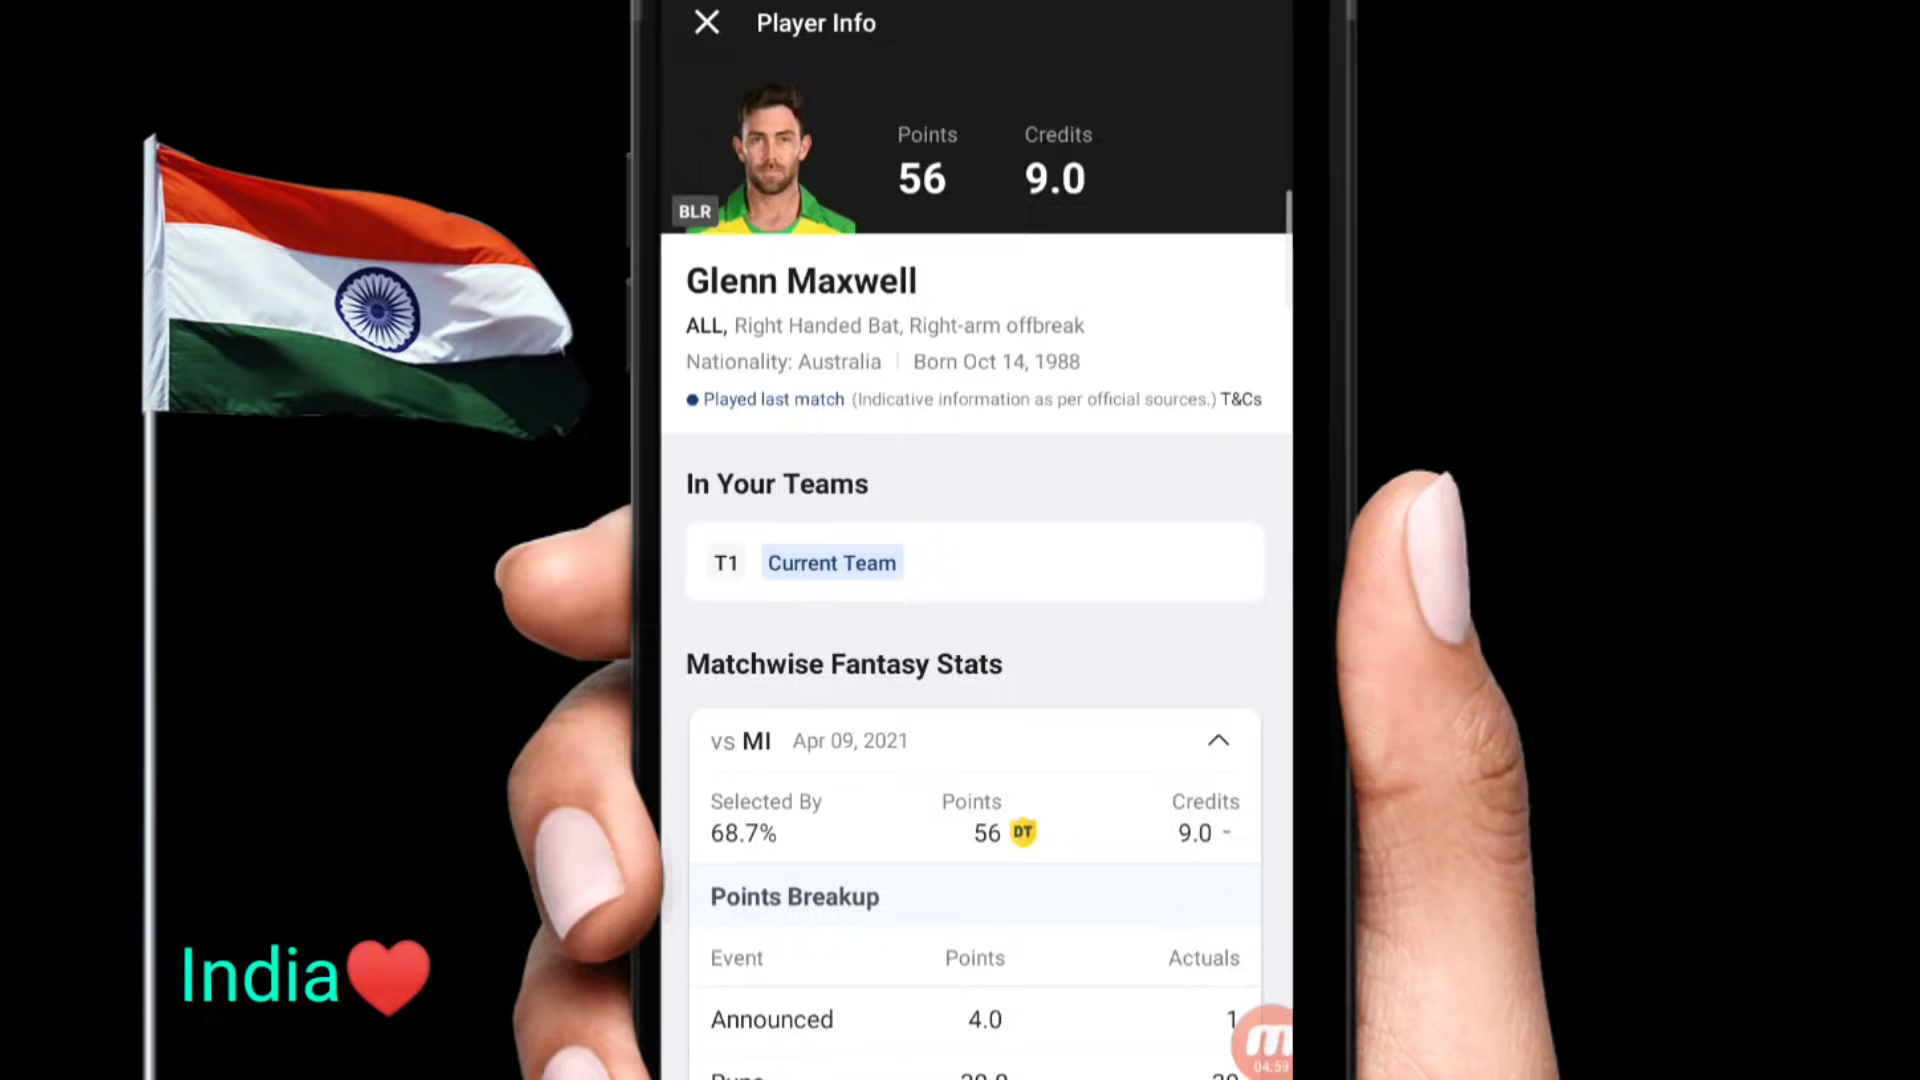 Player Info
Points
Credits
56
9.0
BLR
Glenn Maxwell
ALL, Right Handed Bat, Right-arm offbreak
Nationality: Australia | Born Oct 14, 1988
Played last match (Indicative information as per official sources.) T&Cs
In Your Teams
T1 Current Team
Matchwise Fantasy Stats
vs MI Apr 09, 2021
Selected By Points Credits
68.7% 56 DT 9.0 -
Points Breakup
Event Points Actuals
Announced 4.0 1
India❤️
04:59